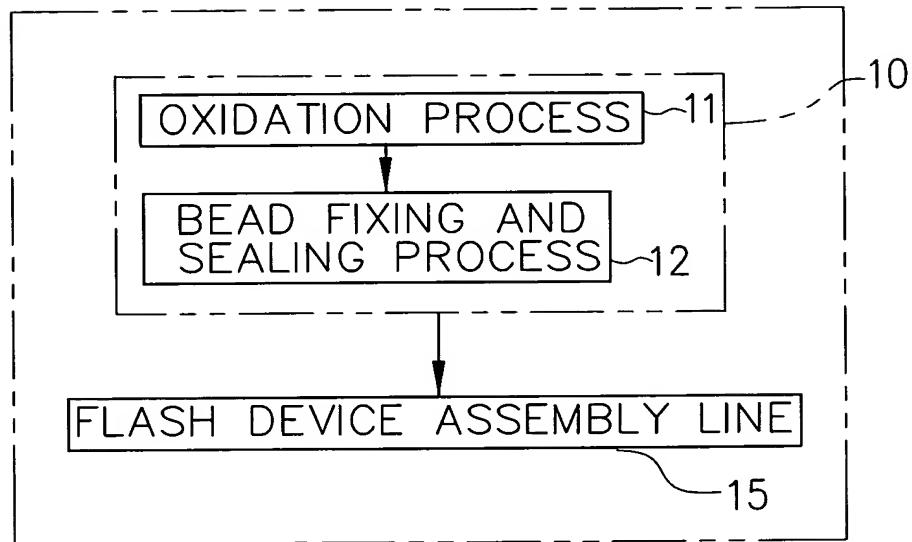 10
OXIDATION PROCESS
11
BEAD FIXING AND
SEALING PROCESS
12
FLASH DEVICE ASSEMBLY LINE
15